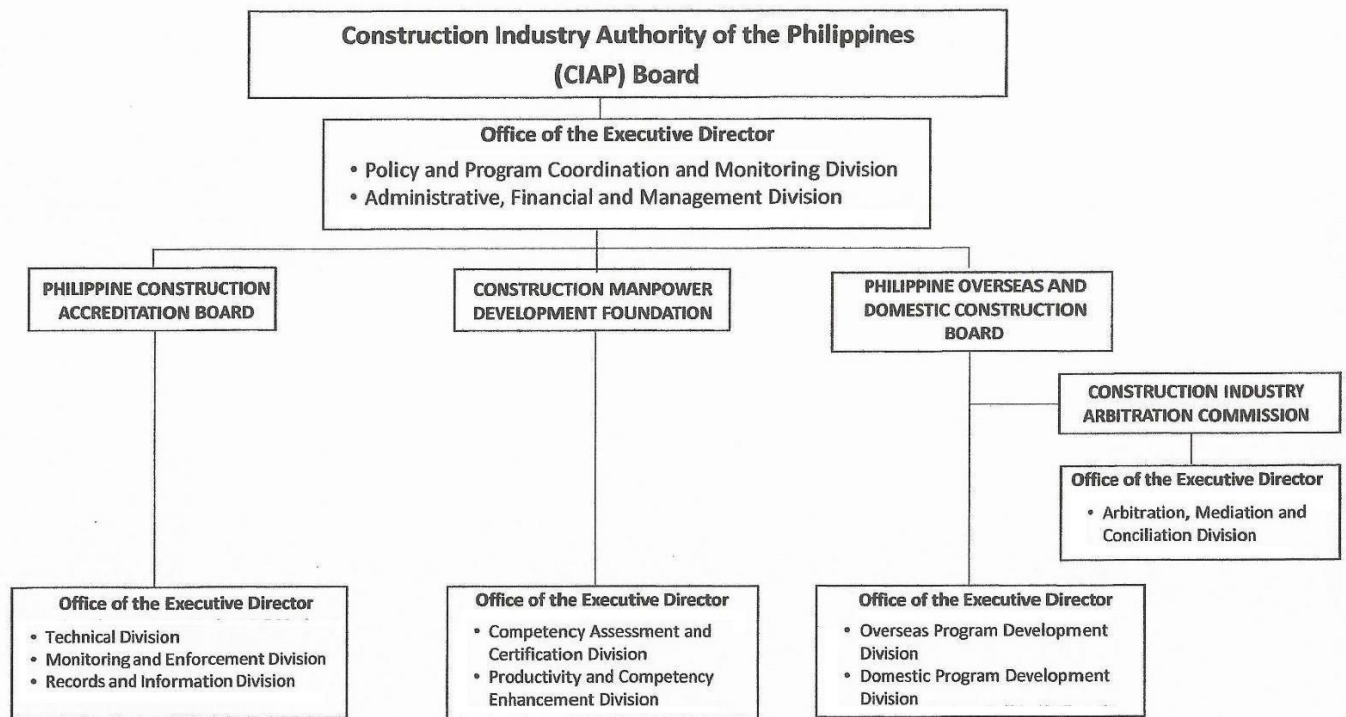 Construction Industry Authority of the Philippines
(CIAP) Board
Office of the Executive Director
• Policy and Program Coordination and Monitoring Division
• Administrative, Financial and Management Division
PHILIPPINE CONSTRUCTION
ACCREDITATION BOARD
CONSTRUCTION MANPOWER
DEVELOPMENT FOUNDATION
PHILIPPINE OVERSEAS AND
DOMESTIC CONSTRUCTION
BOARD
CONSTRUCTION INDUSTRY
ARBITRATION COMMISSION
Office of the Executive Director
• Arbitration, Mediation and
Conciliation Division
Office of the Executive Director
• Technical Division
• Monitoring and Enforcement Division
• Records and Information Division
Office of the Executive Director
• Competency Assessment and
Certification Division
• Productivity and Competency
Enhancement Division
Office of the Executive Director
• Overseas Program Development
Division
• Domestic Program Development
Division